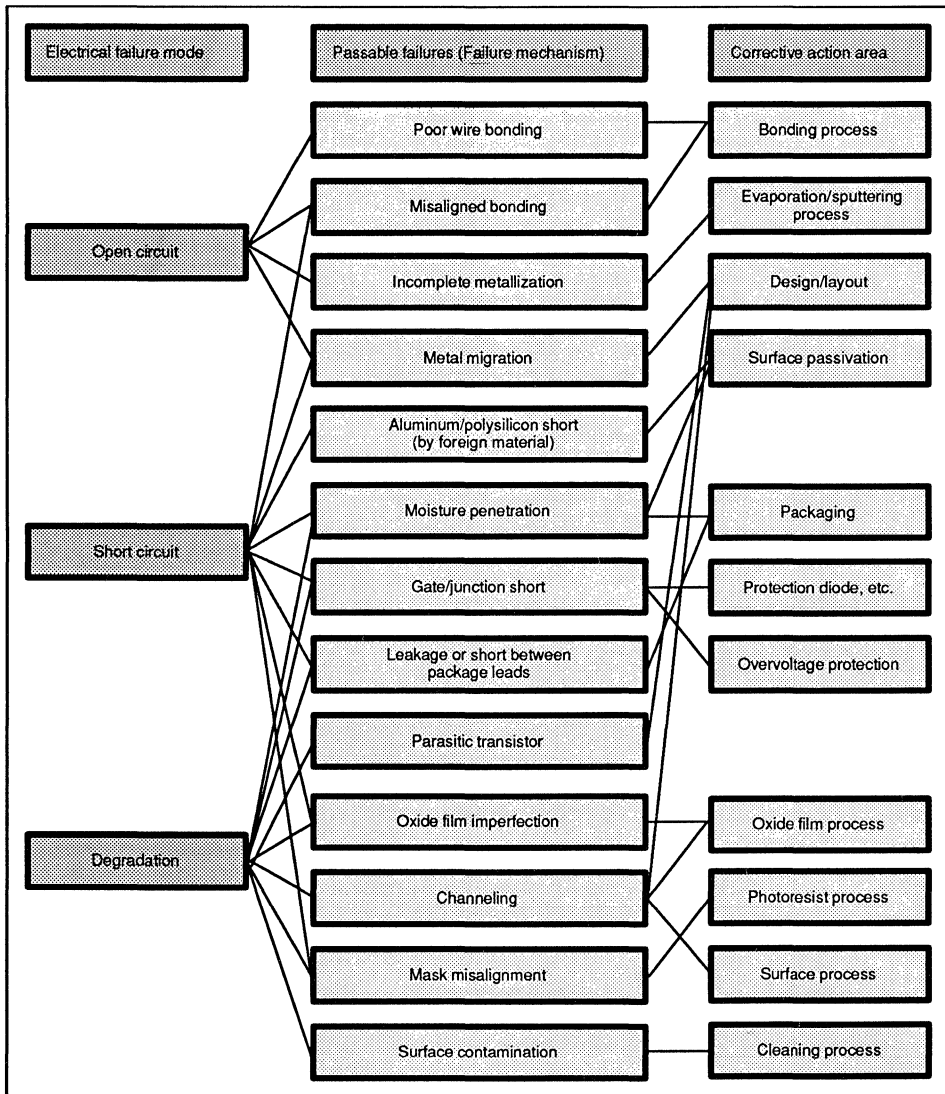 Electrical failure mode
Passable failures (Failure mechanism)
Corrective action area
Poor wire bonding
Bonding process
Misaligned bonding
Evaporation/sputtering
process
Open circuit
Incomplete metallization
Design/layout
Metal migration
Surface passivation
Aluminum/polysilicon short
(by foreign material)
Moisture penetration
Packaging
Short circuit
Gate/junction short
Protection diode, etc.
Leakage or short between
package leads
Overvoltage protection
Parasitic transistor
Oxide film imperfection
Oxide film process
Degradation
Channeling
Photoresist process
Mask misalignment
Surface process
Surface contamination
Cleaning process